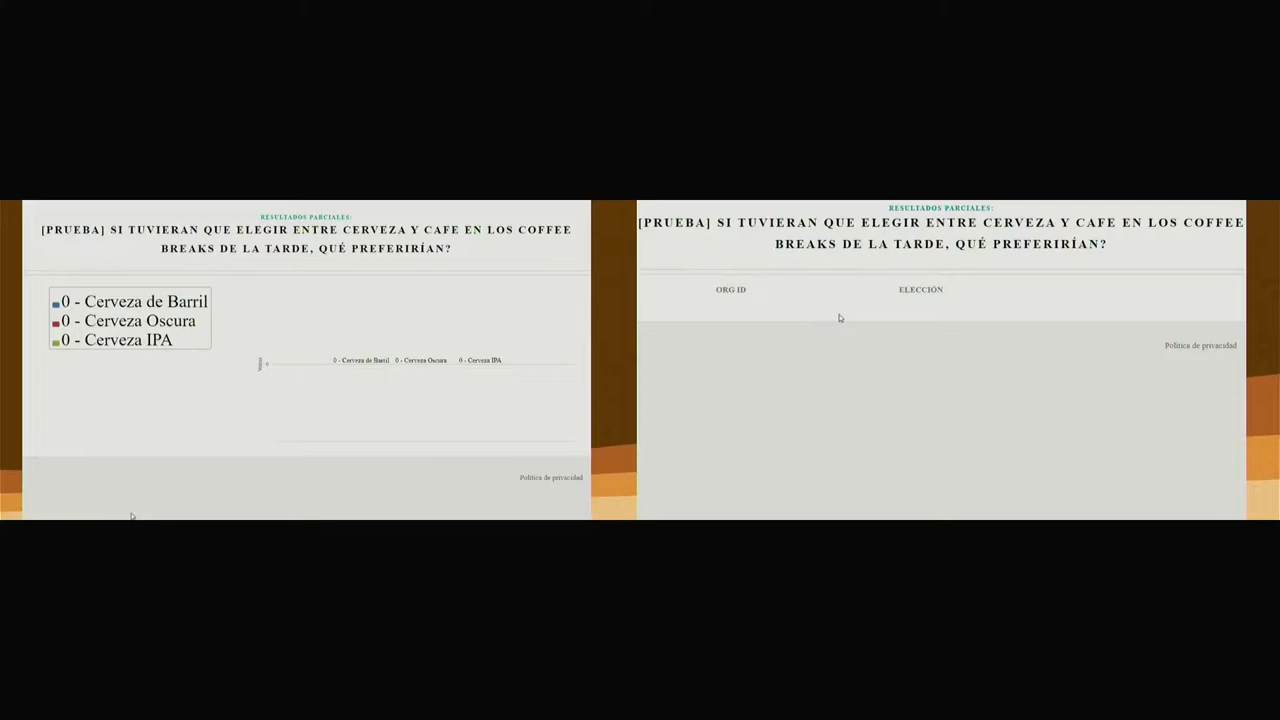 RESULTADOS PARCIALES:
[PRUEBA] SI TUVIERAN QUE ELEGIR ENTRE CERVEZA Y CAFE EN LOS COFFEE
BREAKS DE LA TARDE, QUÉ PREFERIRÍAN?
0 - Cerveza de Barril
0 - Cerveza Oscura
0 - Cerveza IPA
Votos
0
0 - Cerveza de Barril
0 - Cerveza Oscura
0 - Cerveza IPA
Política de privacidad
RESULTADOS PARCIALES:
[PRUEBA] SI TUVIERAN QUE ELEGIR ENTRE CERVEZA Y CAFE EN LOS COFFEE
BREAKS DE LA TARDE, QUÉ PREFERIRÍAN?
ORG ID
ELECCIÓN
Política de privacidad